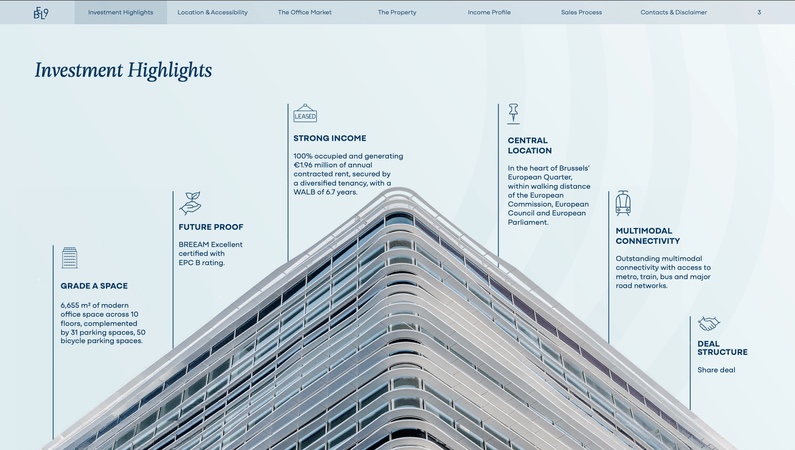 BEL9
Investment Highlights
Location & Accessibility
The Office Market
The Property
Income Profile
Sales Process
Contacts & Disclaimer
3
Investment Highlights
GRADE A SPACE
6,655 m² of modern
office space across 10
floors, complemented
by 31 parking spaces, 50
bicycle parking spaces.
FUTURE PROOF
BREEAM Excellent
certified with
EPC B rating.
LEASED
STRONG INCOME
100% occupied and generating
€1.96 million of annual
contracted rent, secured by
a diversified tenancy, with a
WALB of 6.7 years.
CENTRAL
LOCATION
In the heart of Brussels'
European Quarter,
within walking distance
of the European
Commission, European
Council and European
Parliament.
MULTIMODAL
CONNECTIVITY
Outstanding multimodal
connectivity with access to
metro, train, bus and major
road networks.
DEAL
STRUCTURE
Share deal